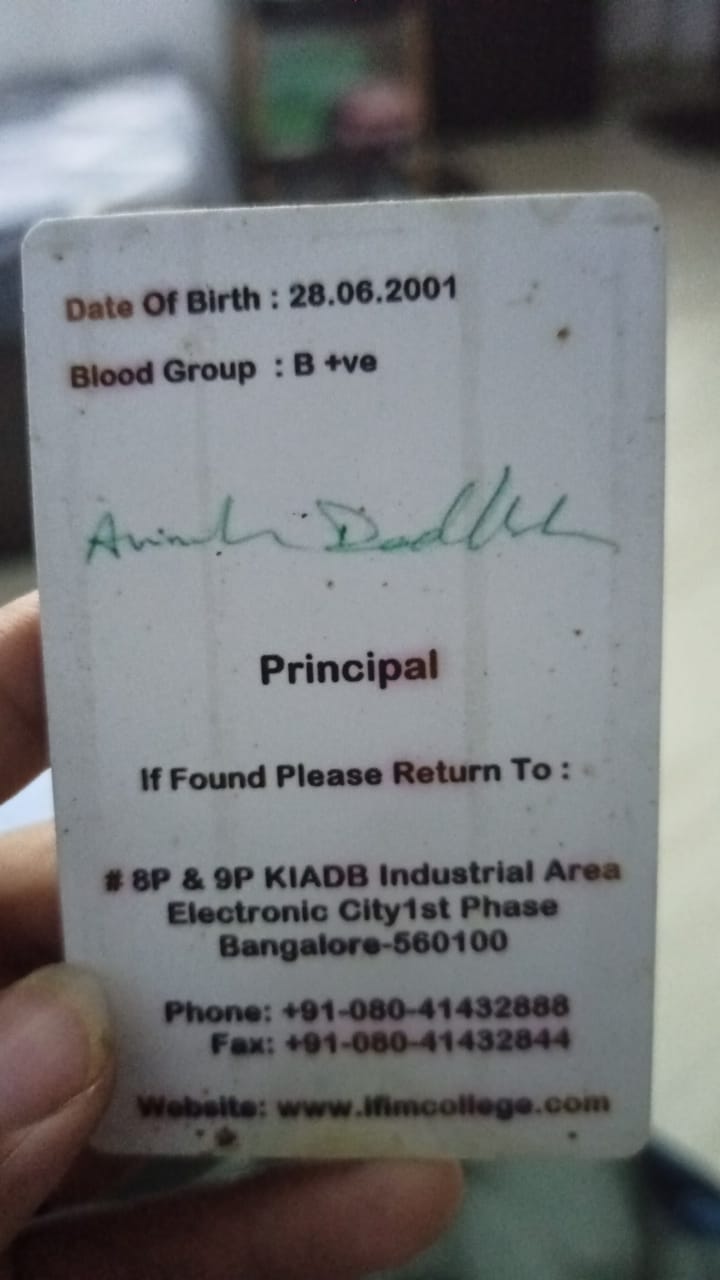 Date Of Birth : 28.06.2001
Blood Group : B +ve
Principal
If Found Please Return To :
# 8P & 9P KIADB Industrial Area
Electronic City1st Phase
Bangalore-560100
Phone: +91-080-41432888
Fax: +91-080-41432844
Website: www.ifimcollege.com